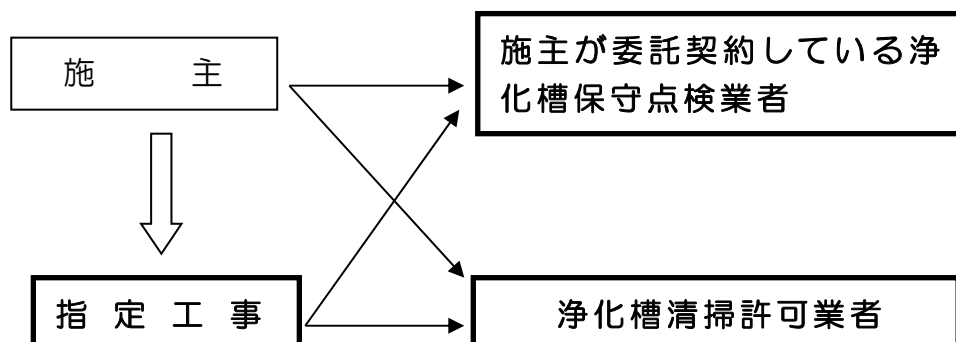 施主
施主が委託契約している浄
化槽保守点検業者
指定工事
浄化槽清掃許可業者